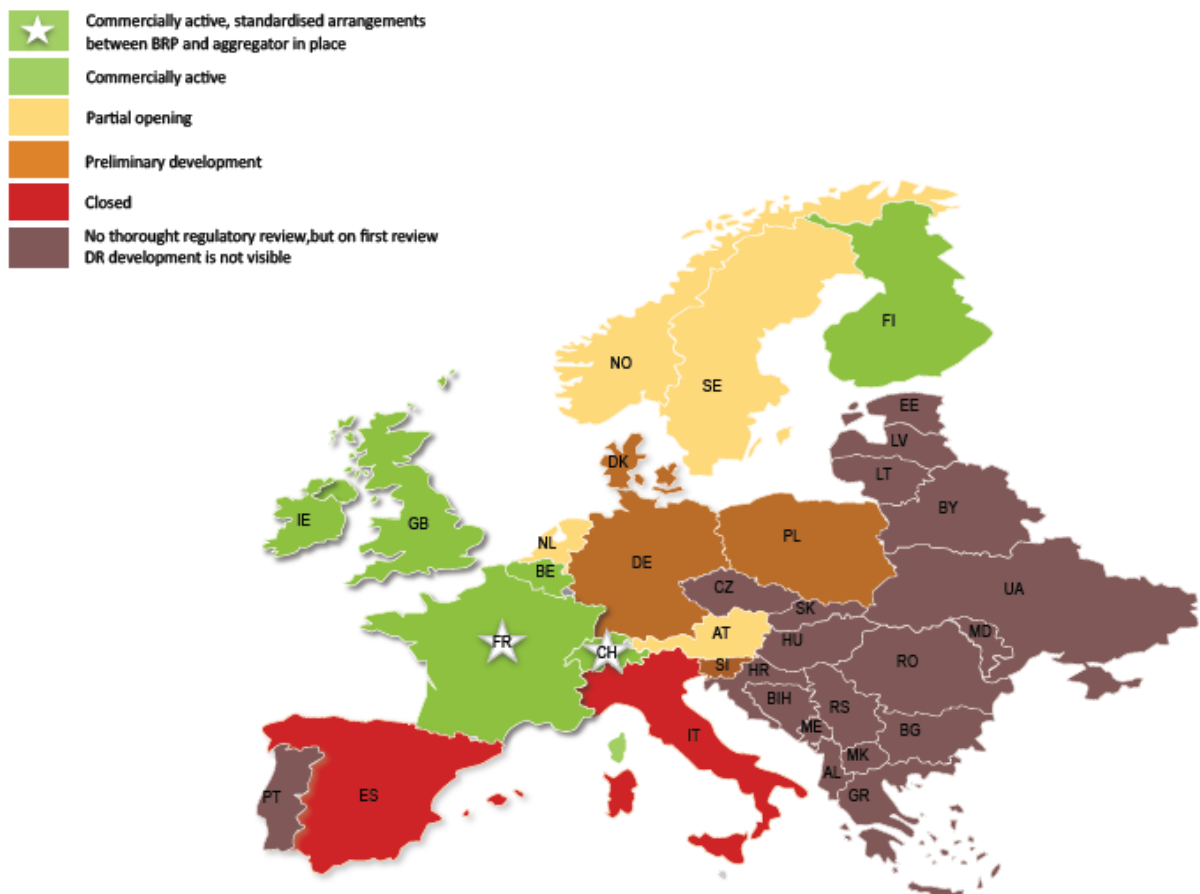 Commercially active, standardised arrangements
between BRP and aggregator in place
Commercially active
Partial opening
Preliminary development
Closed
No thorought regulatory review,but on first review
DR development is not visible
FI
NO
SE
EE
LV
DK
LT
BY
IE
GB
PL
NL
DE
BE
CZ
UA
SK
AT
MD
FR
HU
CH
RO
SI
HR
BIH
RS
ME
BG
IT
MK
AL
PT
ES
GR